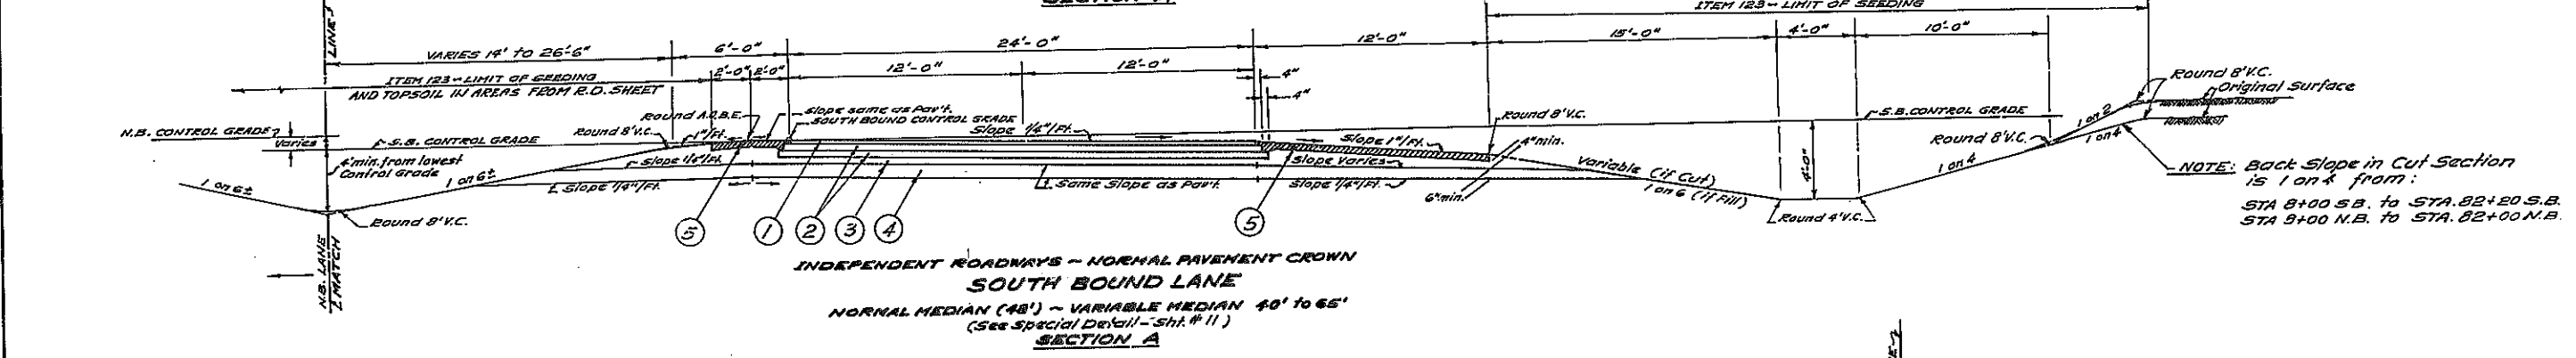 ITEM 123 ~ LIMIT OF SEEDING
LINE
VARIES 14' to 26'-6"
6'-0"
24'-0"
12'-0"
15'-0"
4'-0"
10'-0"
ITEM 123 ~ LIMIT OF SEEDING
AND TOPSOIL IN AREAS FROM R.D. SHEET
2'-0"
2'-0"
12'-0"
12'-0"
4"
4"
Round 8'V.C.
Original Surface
Round A.O.B.E.
Slope same as Pav't.
SOUTH BOUND CONTROL GRADE
Slope 1/4"/Ft.
Round 8'V.C.
S.B. CONTROL GRADE
1 on 2
N.B. CONTROL GRADE
Varies
S.B. CONTROL GRADE
Round 8'V.C.
1"/Ft.
Slope 1"/Ft.
4"min.
Round 8'V.C.
1 on 4
4'min. from lowest
Control Grade
Slope 1/4"/Ft.
Slope Varies
Variable (if Cut)
4'-0"
1 on 4
NOTE: Back Slope in Cut Section
is 1 on 4 from:
STA 8+00 S.B. to STA. 82+20 S.B.
STA 9+00 N.B. to STA. 82+00 N.B.
1 on 6±
1 on 6±
Slope 1/4"/Ft.
Same Slope as Pav't.
Slope 1/4"/Ft.
6"min.
1 on 6 (if Fill)
Round 8'V.C.
Round 4'V.C.
5
1
2
3
4
5
N.B. LANE
MATCH
INDEPENDENT ROADWAYS ~ NORMAL PAVEMENT CROWN
SOUTH BOUND LANE
NORMAL MEDIAN (48') ~ VARIABLE MEDIAN 40' to 65'
(See Special Detail - Sht. # 11)
SECTION A